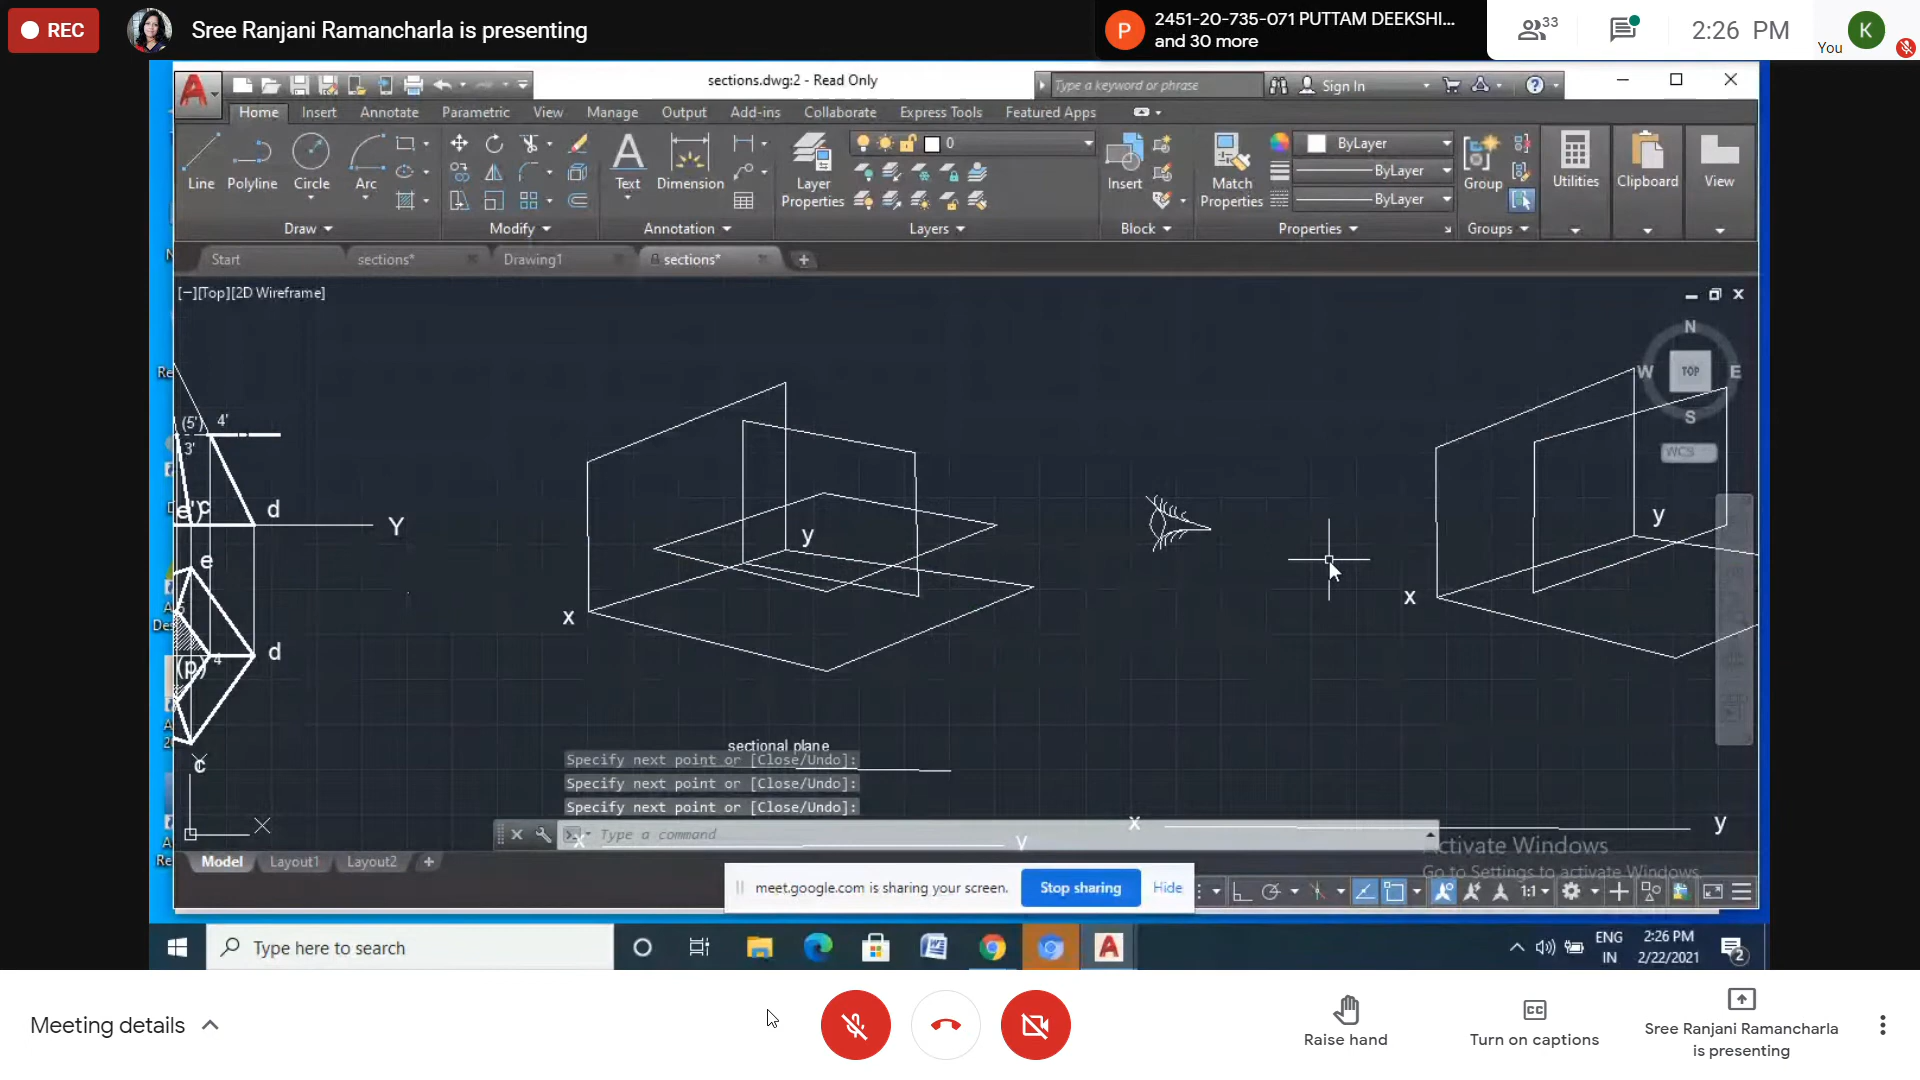 REC
Sree Ranjani Ramancharla is presenting
P
2451-20-735-071 PUTTAM DEEKSHI...
and 30 more
33
2:26 PM
You
K
sections.dwg:2 - Read Only
Type a keyword or phrase
Sign In
Home Insert Annotate Parametric View Manage Output Add-ins Collaborate Express Tools Featured Apps
0
ByLayer
ByLayer
ByLayer
Line Polyline Circle Arc
Text Dimension
Layer
Properties
Insert
Match
Properties
Group
Utilities
Clipboard
View
Draw
Modify
Annotation
Layers
Block
Properties
Groups
Start
sections*
Drawing1
sections*
[−][Top][2D Wireframe]
N
W
TOP
E
S
WCS
Re
(5') 4'
3'
d
Y
e
d
(p) 4
c
y
x
y
x
sectional plane
Specify next point or [Close/Undo]:
Specify next point or [Close/Undo]:
Specify next point or [Close/Undo]:
Type a command
x
y
x
y
Activate Windows
Go to Settings to activate Windows.
Model Layout1 Layout2
meet.google.com is sharing your screen.
Stop sharing
Hide
1:1
Type here to search
ENG
IN
2:26 PM
2/22/2021
2
Meeting details
Raise hand
Turn on captions
Sree Ranjani Ramancharla
is presenting